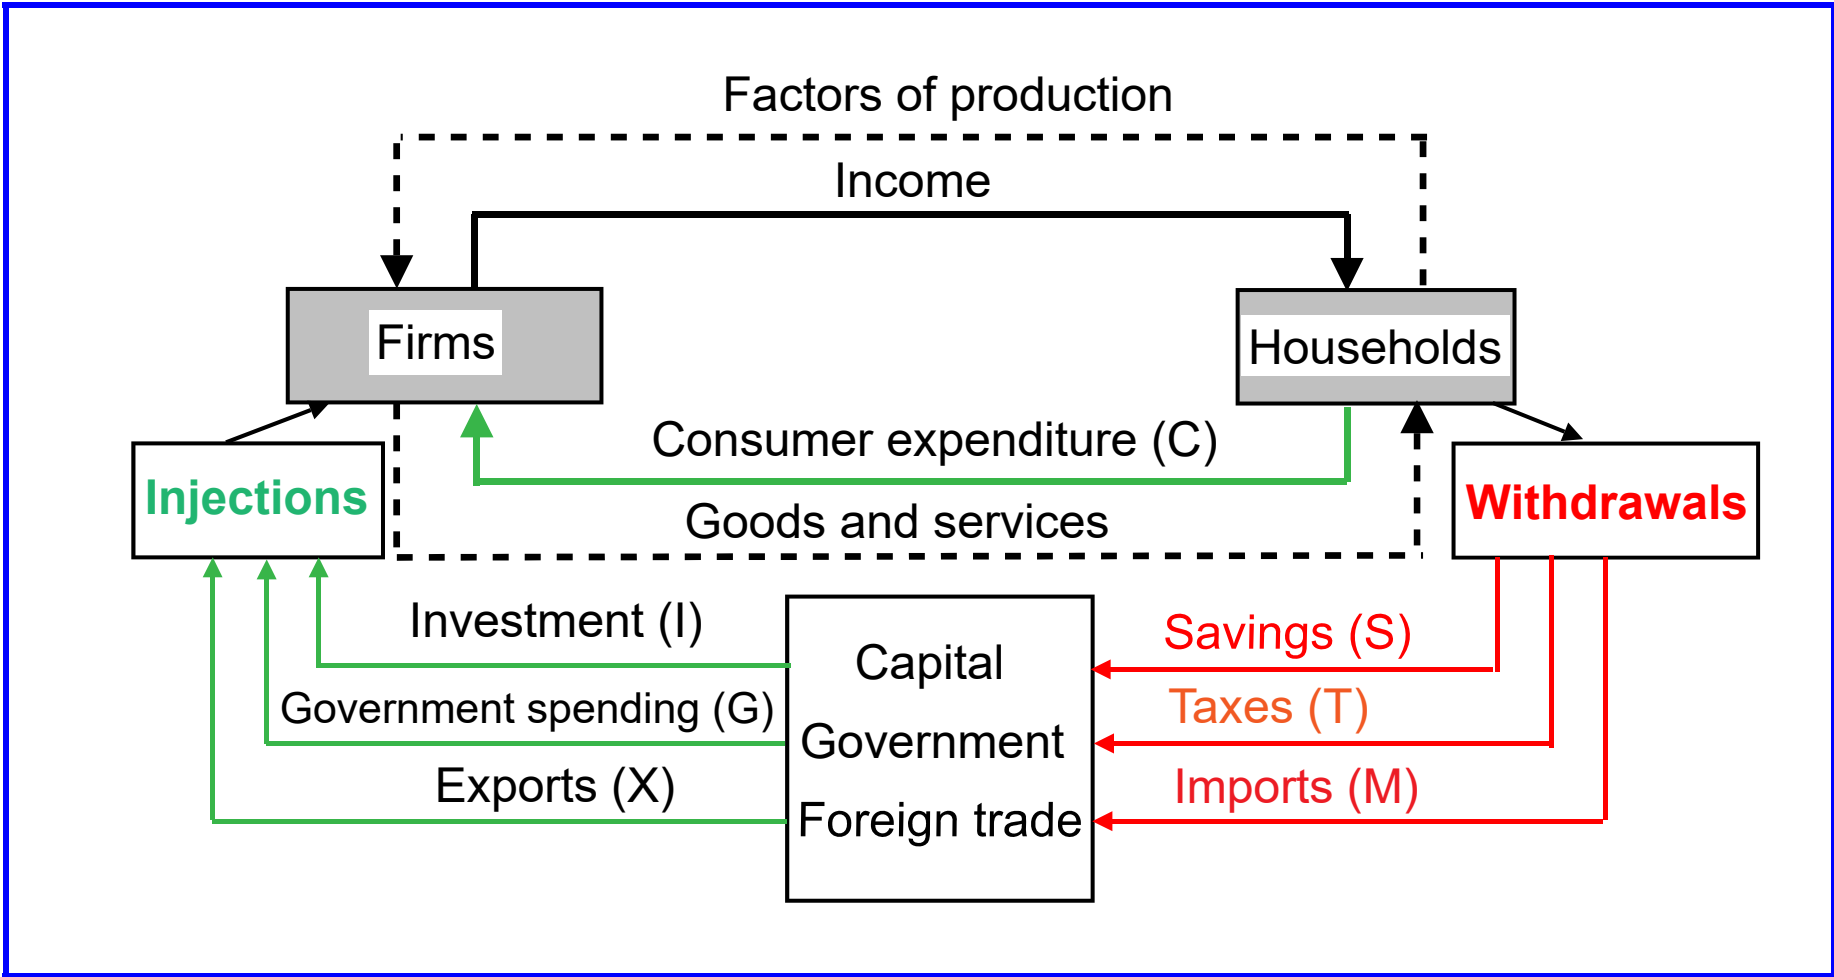 Factors of production
Income
Firms
Households
Consumer expenditure (C)
Injections
Withdrawals
Goods and services
Investment (I)
Savings (S)
Capital
Government spending (G)
Taxes (T)
Government
Exports (X)
Imports (M)
Foreign trade